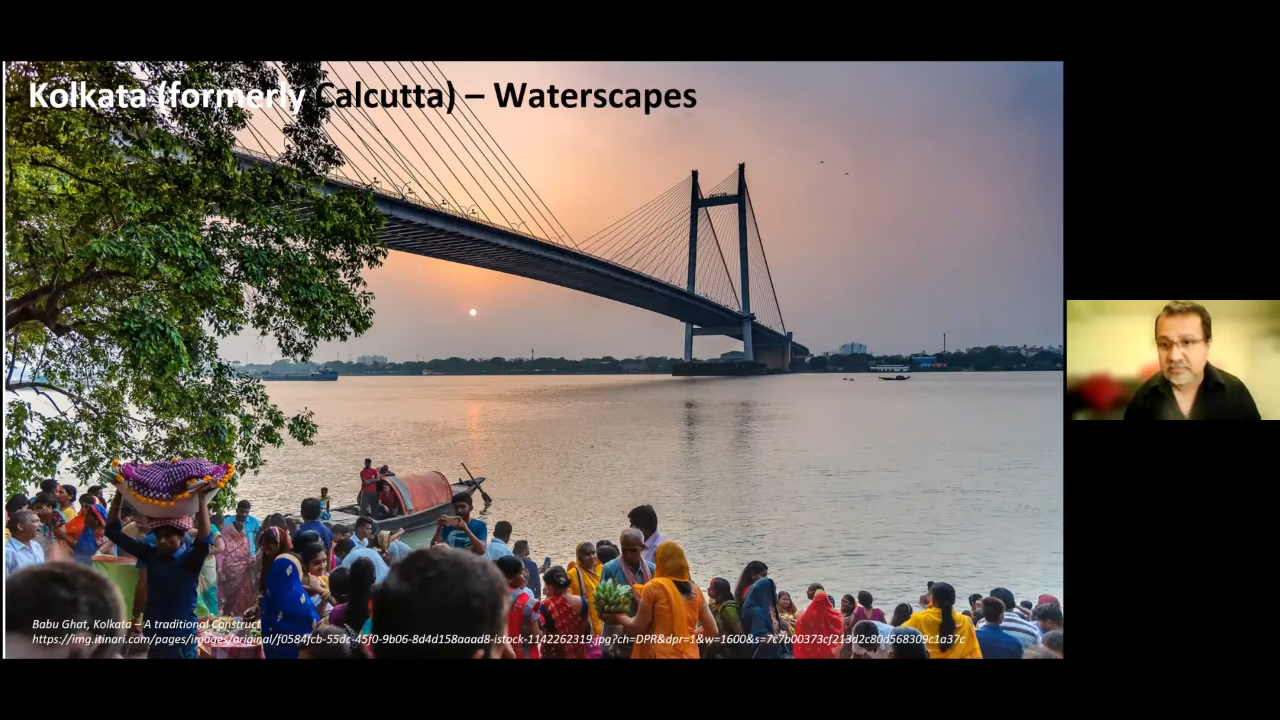 Kolkata (formerly Calcutta) – Waterscapes
Babu Ghat, Kolkata – A traditional Construct
https://img.itinari.com/pages/images/original/f0584fcb-55dc-45f0-9b06-8d4d158aaad8-istock-1142262319.jpg?ch=DPR&dpr=1&w=1600&s=7c7b00373cf213d2c80d568309c1a37c